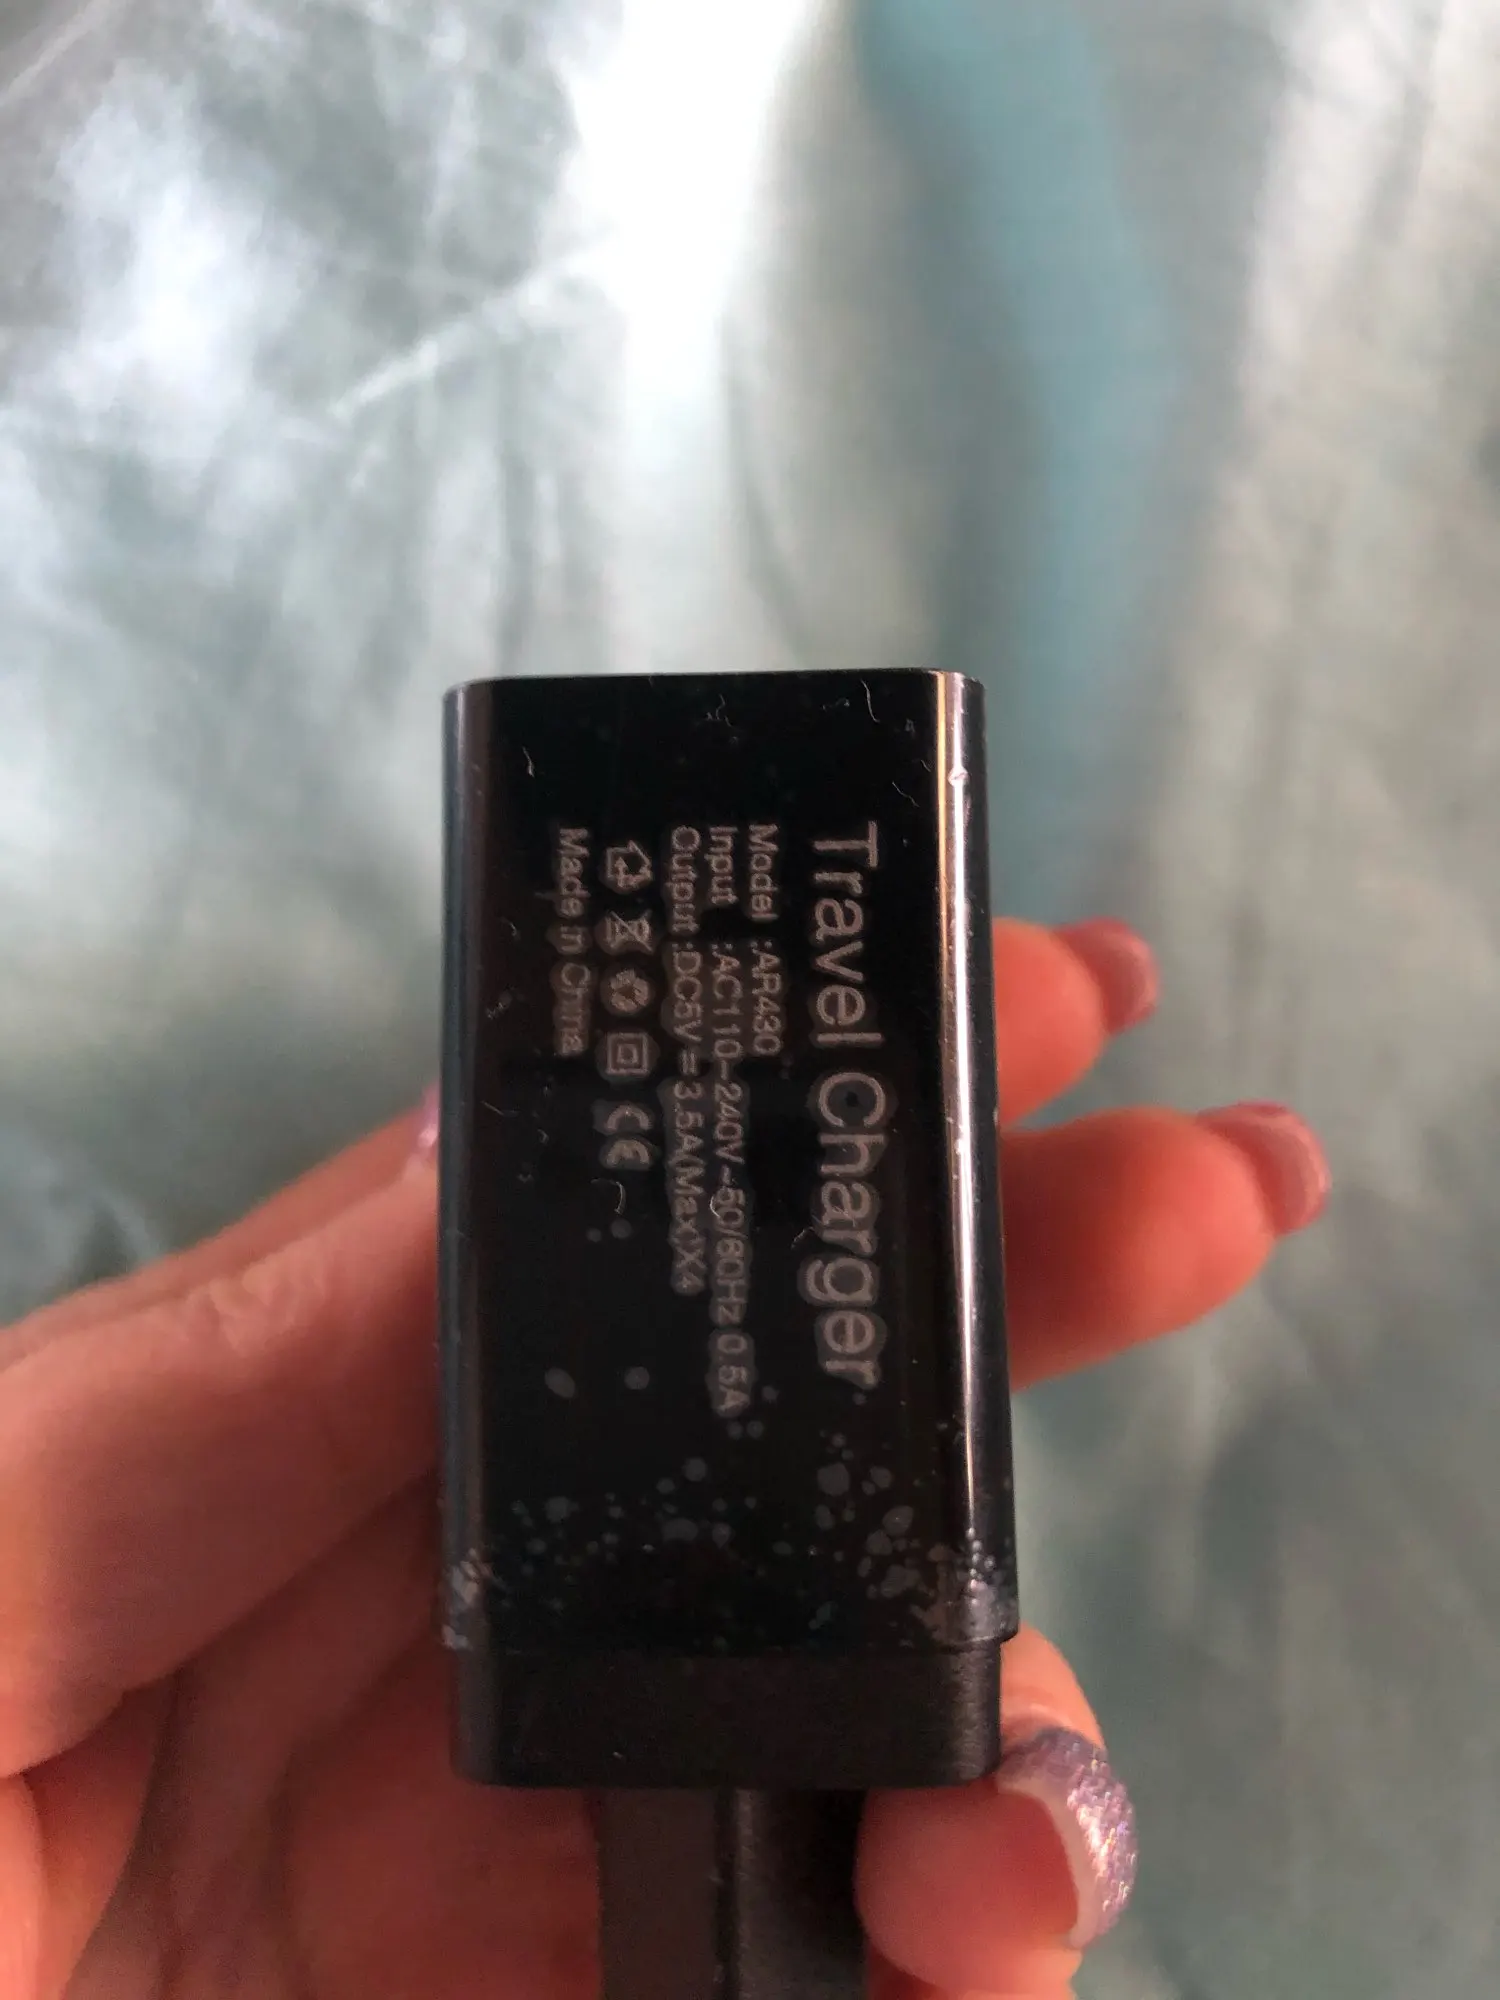 Travel Charger
Model :AR430
Input :AC110~240V~50/60Hz 0.5A
Output :DC5V=3.5A(Max)X4
CE
Made in China